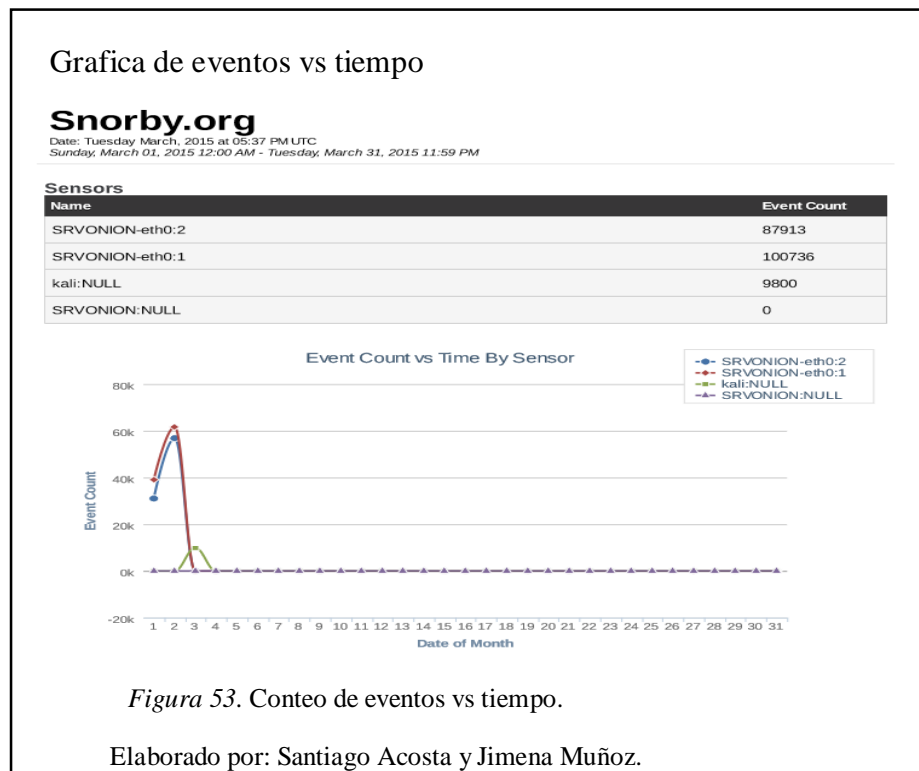 Grafica de eventos vs tiempo
Snorby.org
Date: Tuesday March, 2015 at 05:37 PM UTC
Sunday, March 01, 2015 12:00 AM - Tuesday, March 31, 2015 11:59 PM
Sensors
Name Event Count
SRVONION-eth0:2 87913
SRVONION-eth0:1 100736
kali:NULL 9800
SRVONION:NULL 0
Event Count vs Time By Sensor
SRVONION-eth0:2
SRVONION-eth0:1
kali:NULL
SRVONION:NULL
80k
60k
40k
20k
0k
-20k
Event Count
1 2 3 4 5 6 7 8 9 10 11 12 13 14 15 16 17 18 19 20 21 22 23 24 25 26 27 28 29 30 31
Date of Month
Figura 53. Conteo de eventos vs tiempo.
Elaborado por: Santiago Acosta y Jimena Muñoz.